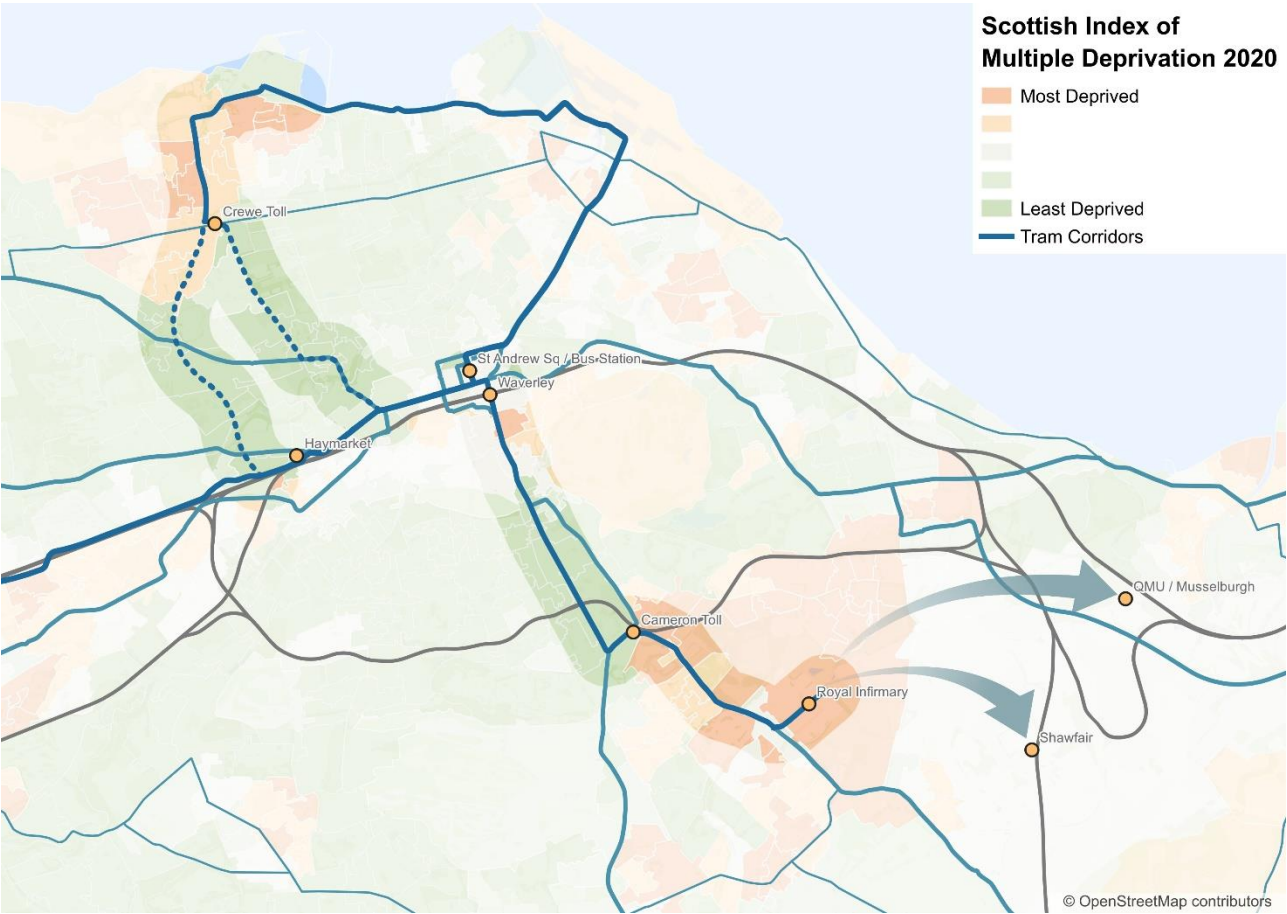 Scottish Index of
Multiple Deprivation 2020
Most Deprived
Least Deprived
Tram Corridors
Crewe Toll
St Andrew Sq / Bus Station
Waverley
Haymarket
QMU / Musselburgh
Cameron Toll
Royal Infirmary
Shawfair
© OpenStreetMap contributors